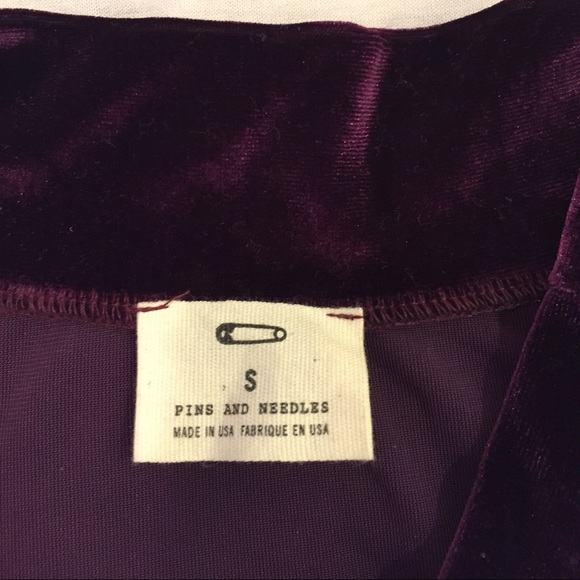 S
PINS AND NEEDLES
MADE IN USA FABRIQUE EN USA